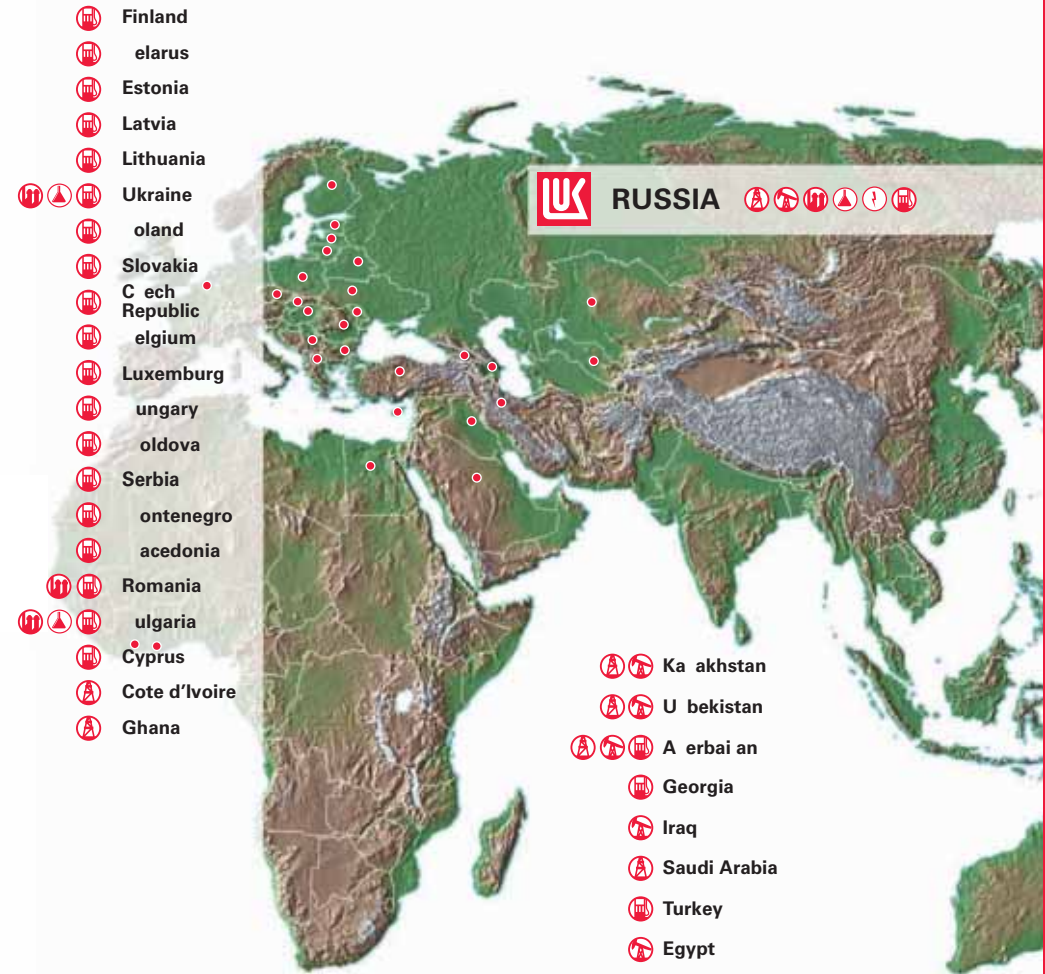 Finland
elarus
Estonia
Latvia
Lithuania
Ukraine
oland
Slovakia
C ech
Republic
elgium
Luxemburg
ungary
oldova
Serbia
ontenegro
acedonia
Romania
ulgaria
Cyprus
Cote d’Ivoire
Ghana
LUK RUSSIA
Ka akhstan
U bekistan
A erbai an
Georgia
Iraq
Saudi Arabia
Turkey
Egypt